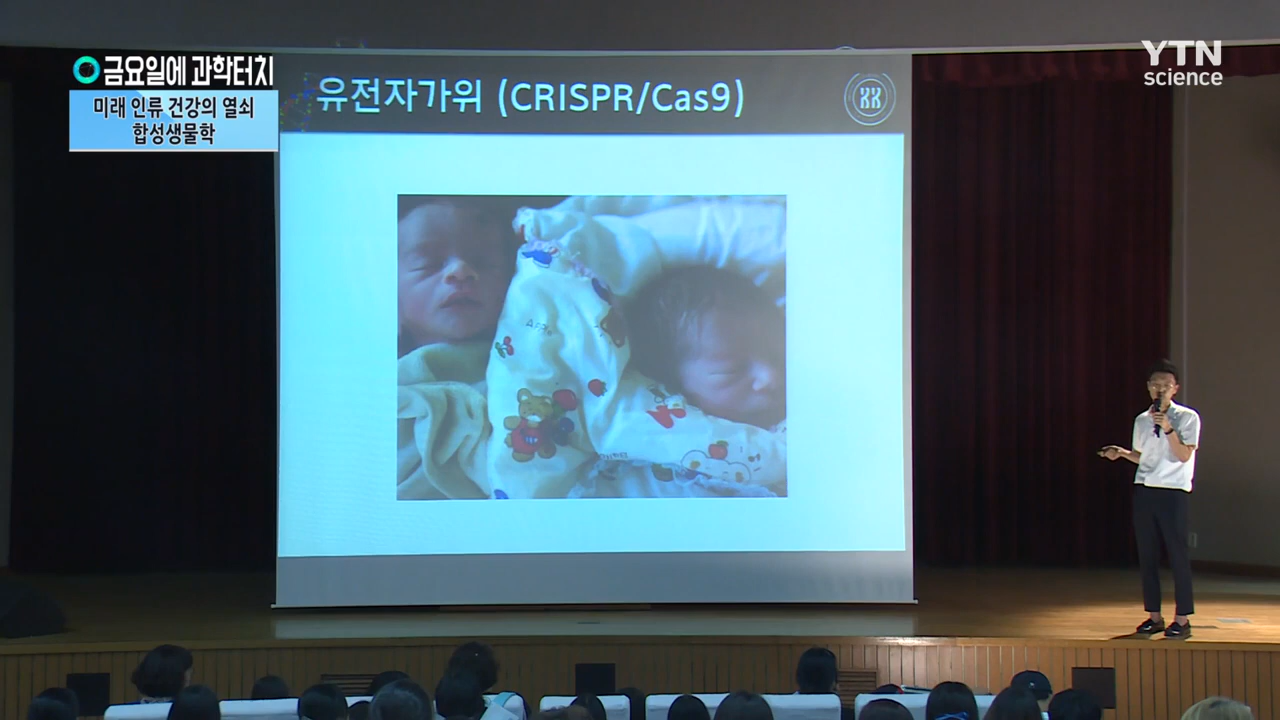 금요일에 과학터치
미래 인류 건강의 열쇠
합성생물학
YTN
science
유전자가위 (CRISPR/Cas9)